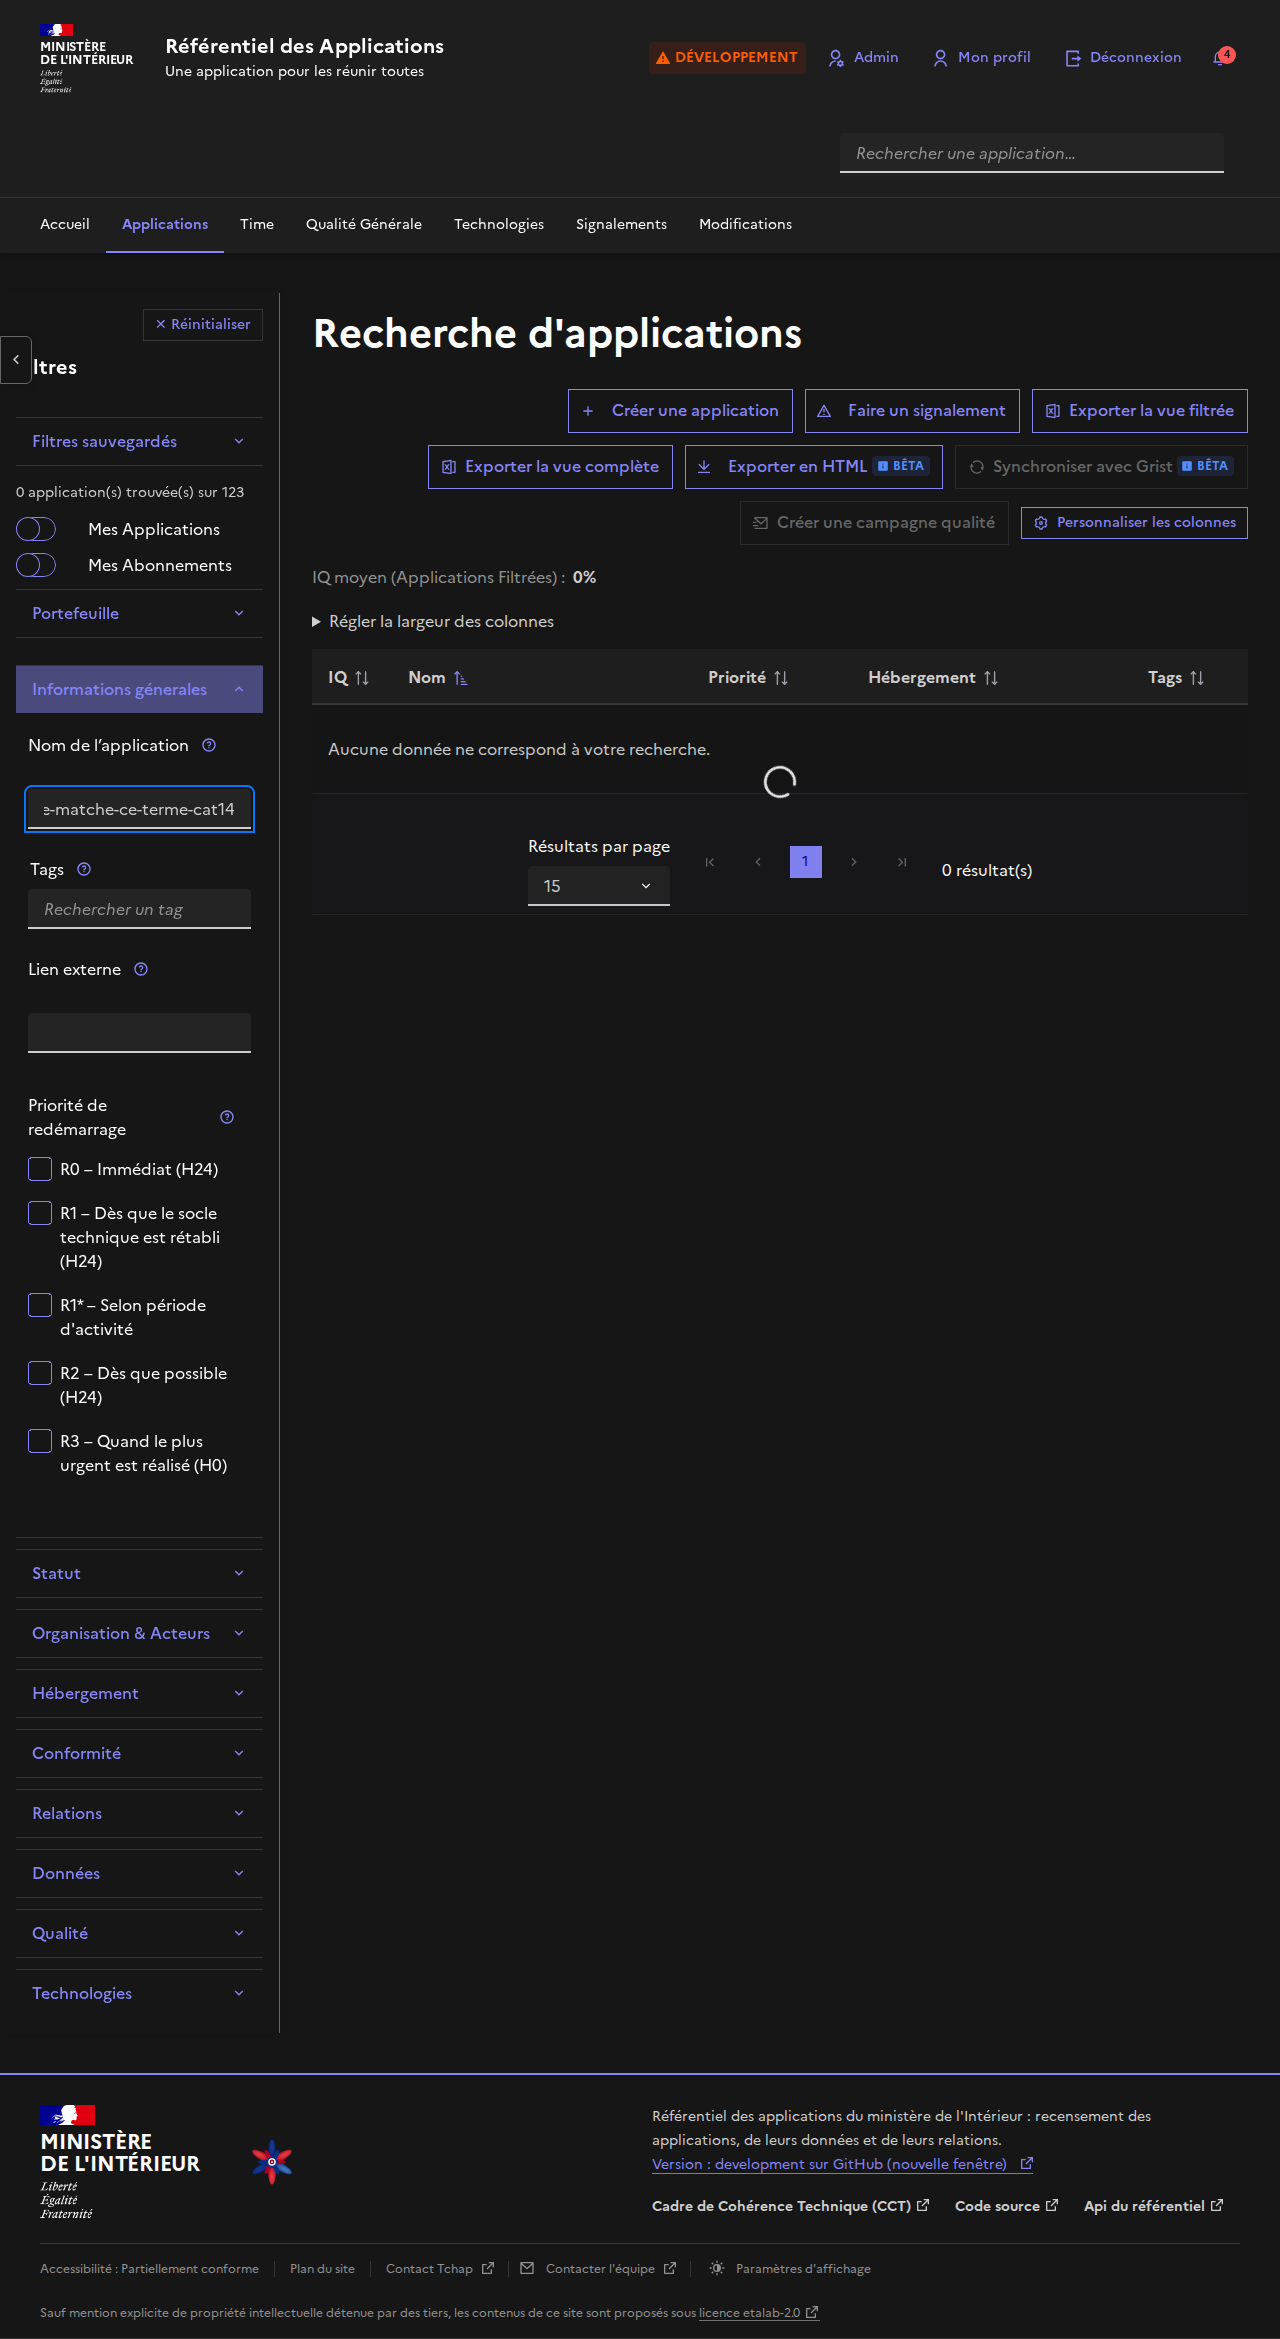 MINISTÈRE
DE L'INTÉRIEUR
Liberté
Égalité
Fraternité
Référentiel des Applications
Une application pour les réunir toutes
DÉVELOPPEMENT
Admin
Mon profil
Déconnexion
4
Rechercher une application...
Accueil
Applications
Time
Qualité Générale
Technologies
Signalements
Modifications
Réinitialiser
ltres
Filtres sauvegardés
0 application(s) trouvée(s) sur 123
Mes Applications
Mes Abonnements
Portefeuille
Informations génerales
Nom de l’application
e-matche-ce-terme-cat14
Tags
Rechercher un tag
Lien externe
Priorité de
redémarrage
R0 – Immédiat (H24)
R1 – Dès que le socle
technique est rétabli
(H24)
R1* – Selon période
d'activité
R2 – Dès que possible
(H24)
R3 – Quand le plus
urgent est réalisé (H0)
Statut
Organisation & Acteurs
Hébergement
Conformité
Relations
Données
Qualité
Technologies
Recherche d'applications
Créer une application
Faire un signalement
Exporter la vue filtrée
Exporter la vue complète
Exporter en HTML BÊTA
Synchroniser avec Grist BÊTA
Créer une campagne qualité
Personnaliser les colonnes
IQ moyen (Applications Filtrées) : 0%
Régler la largeur des colonnes
IQ
Nom
Priorité
Hébergement
Tags
Aucune donnée ne correspond à votre recherche.
Résultats par page
15
1
0 résultat(s)
MINISTÈRE
DE L'INTÉRIEUR
Liberté
Égalité
Fraternité
Référentiel des applications du ministère de l'Intérieur : recensement des
applications, de leurs données et de leurs relations.
Version : development sur GitHub (nouvelle fenêtre)
Cadre de Cohérence Technique (CCT)
Code source
Api du référentiel
Accessibilité : Partiellement conforme
Plan du site
Contact Tchap
Contacter l'équipe
Paramètres d'affichage
Sauf mention explicite de propriété intellectuelle détenue par des tiers, les contenus de ce site sont proposés sous licence etalab-2.0